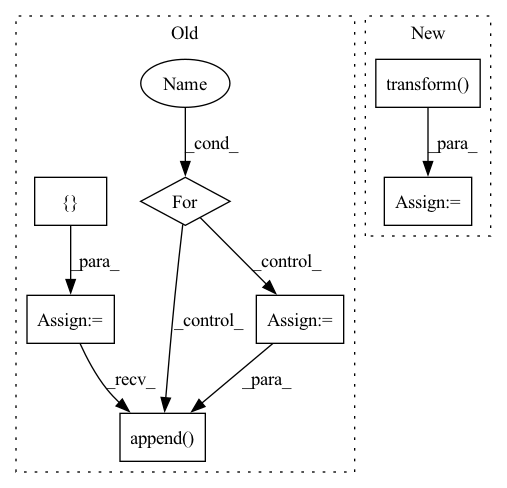 Old
New
Name
transform()
_cond_
_para_
{}
For
Assign:=
_para_
_control_
Assign:=
_control_
Assign:=
_recv_
_para_
append()